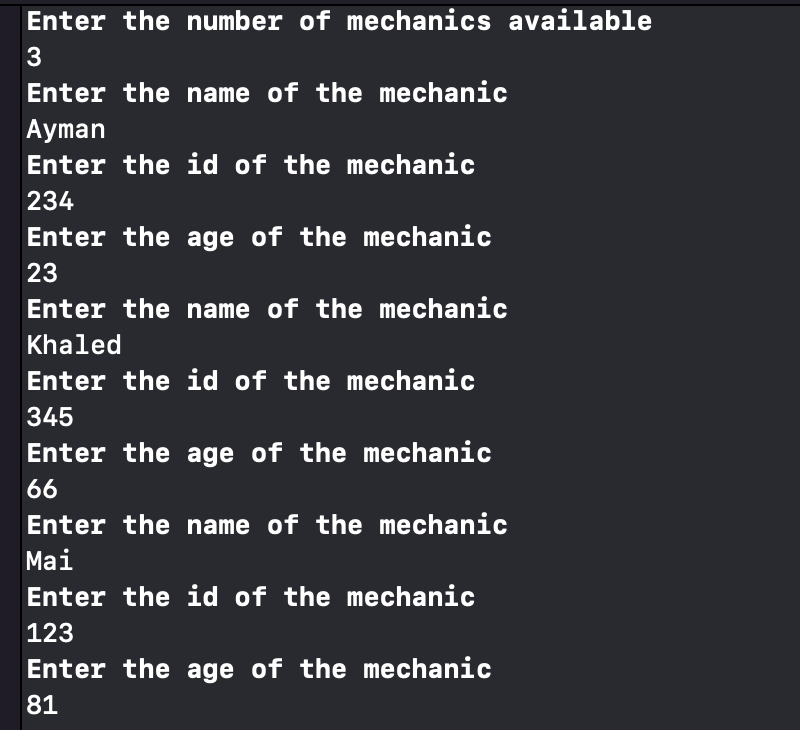 Enter the number of mechanics available
3
Enter the name of the mechanic
Ayman
Enter the id of the mechanic
234
Enter the age of the mechanic
23
Enter the name of the mechanic
Khaled
Enter the id of the mechanic
345
Enter the age of the mechanic
66
Enter the name of the mechanic
Mai
Enter the id of the mechanic
123
Enter the age of the mechanic
81